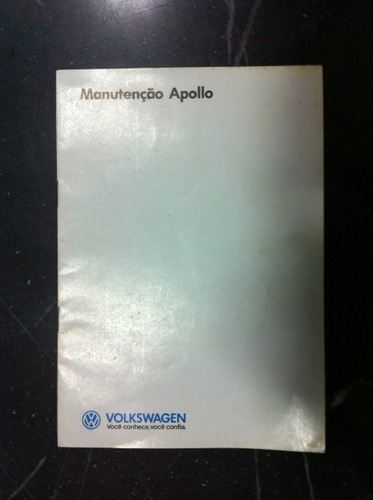 Manutenção Apollo
VOLKSWAGEN
Você conhece, você confia.